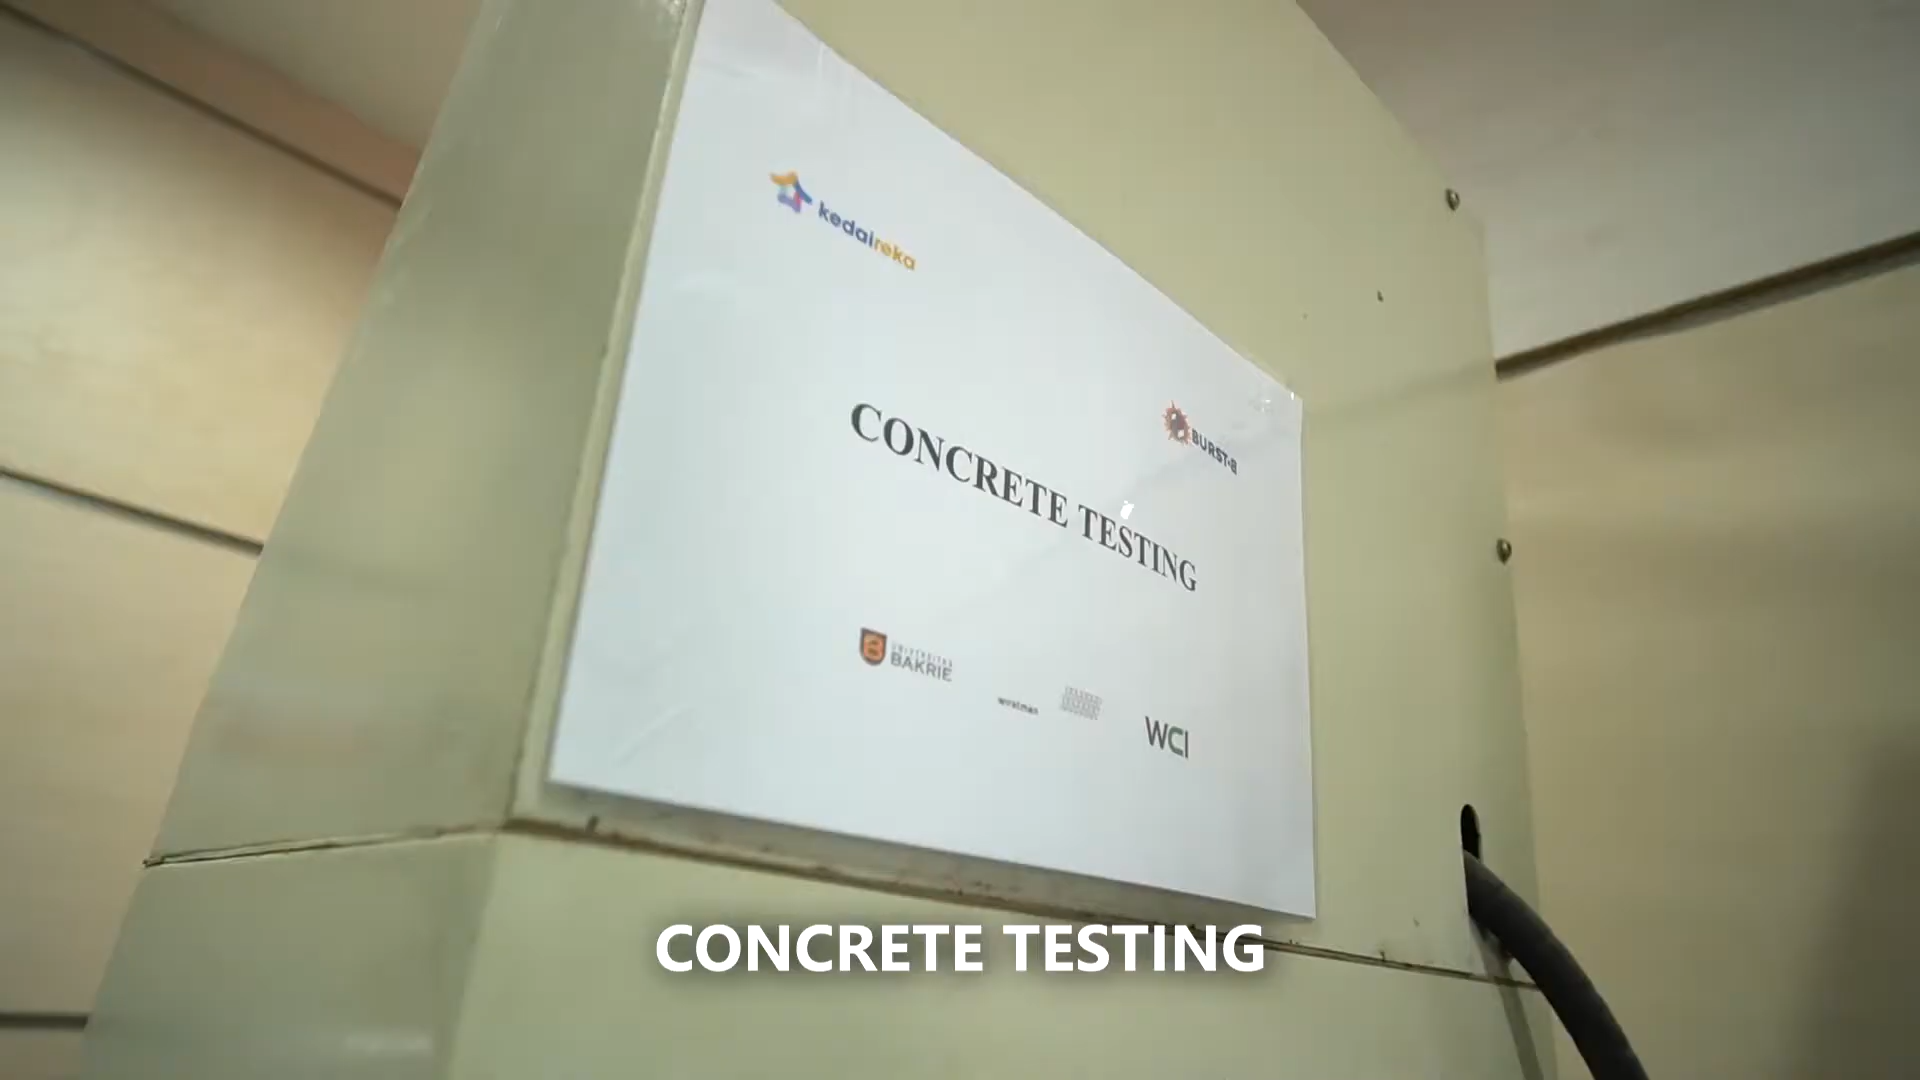 kedaireka
BURST-B
CONCRETE TESTING
UNIVERSITAS
BAKRIE
WCI
CONCRETE TESTING